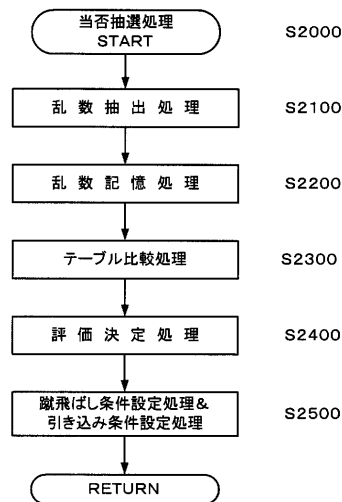 当否抽選処理
START
S2000
乱数抽出処理
S2100
乱数記憶処理
S2200
テーブル比較処理
S2300
評価決定処理
S2400
蹴飛ばし条件設定処理&
引き込み条件設定処理
S2500
RETURN